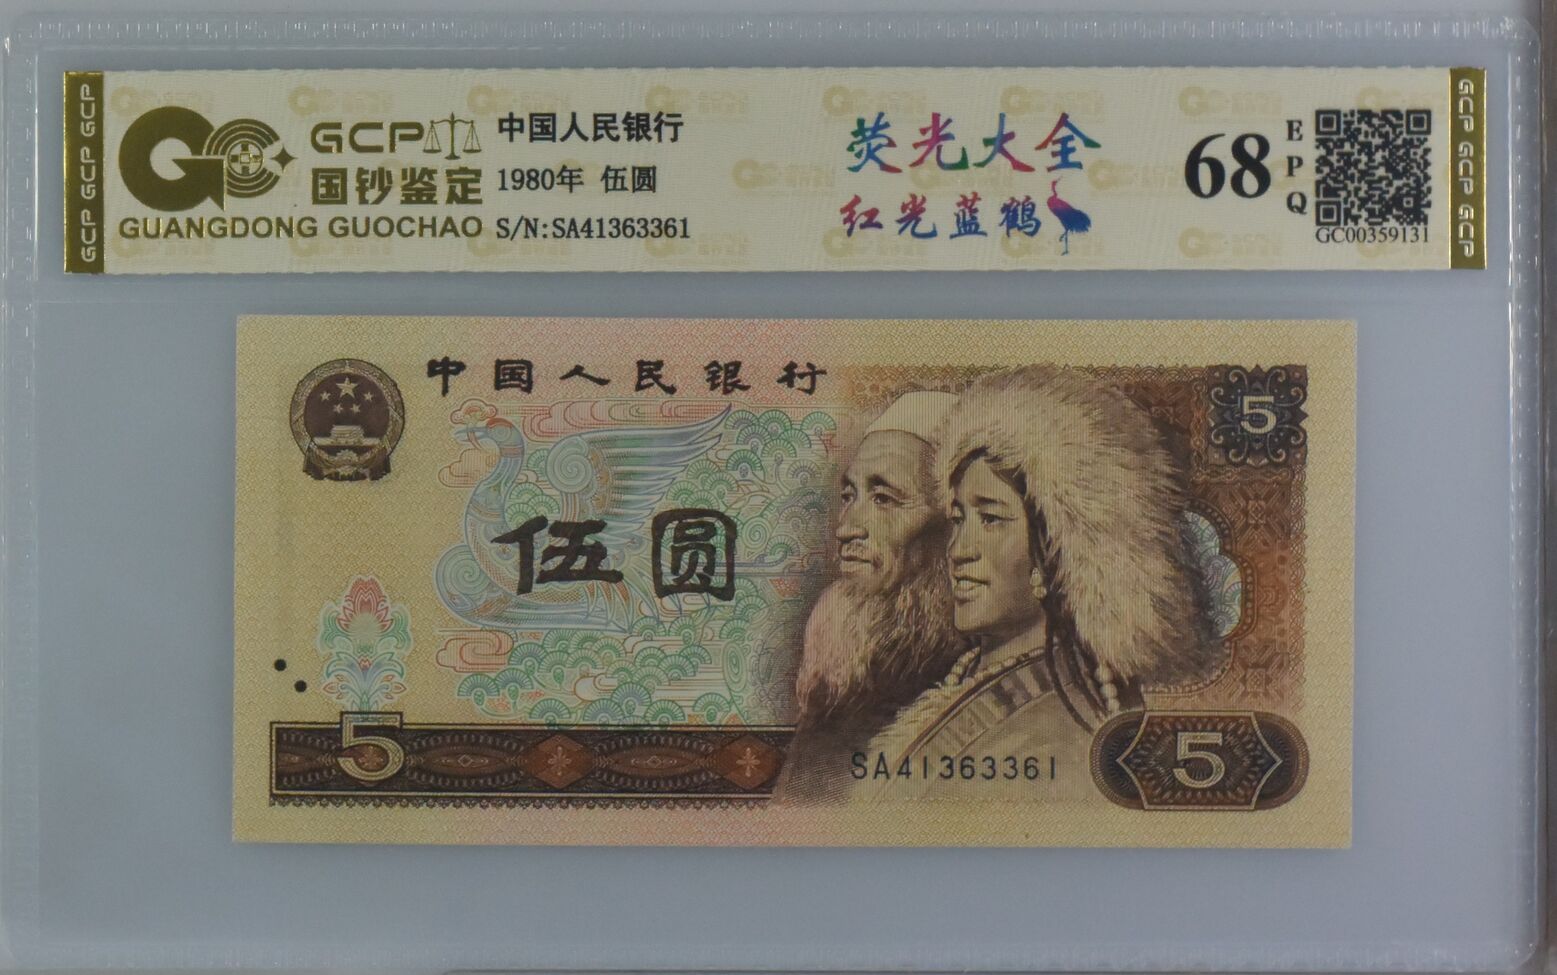 GCP GCP GCP
GCP
国钞鉴定
GUANGDONG GUOCHAO
中国人民银行
1980年 伍圆
S/N:SA41363361
荧光大全
红光蓝鹤
68
EPQ
GC00359131
GCP GCP GCP
中国人民银行
5
伍圆
5
SA41363361
5